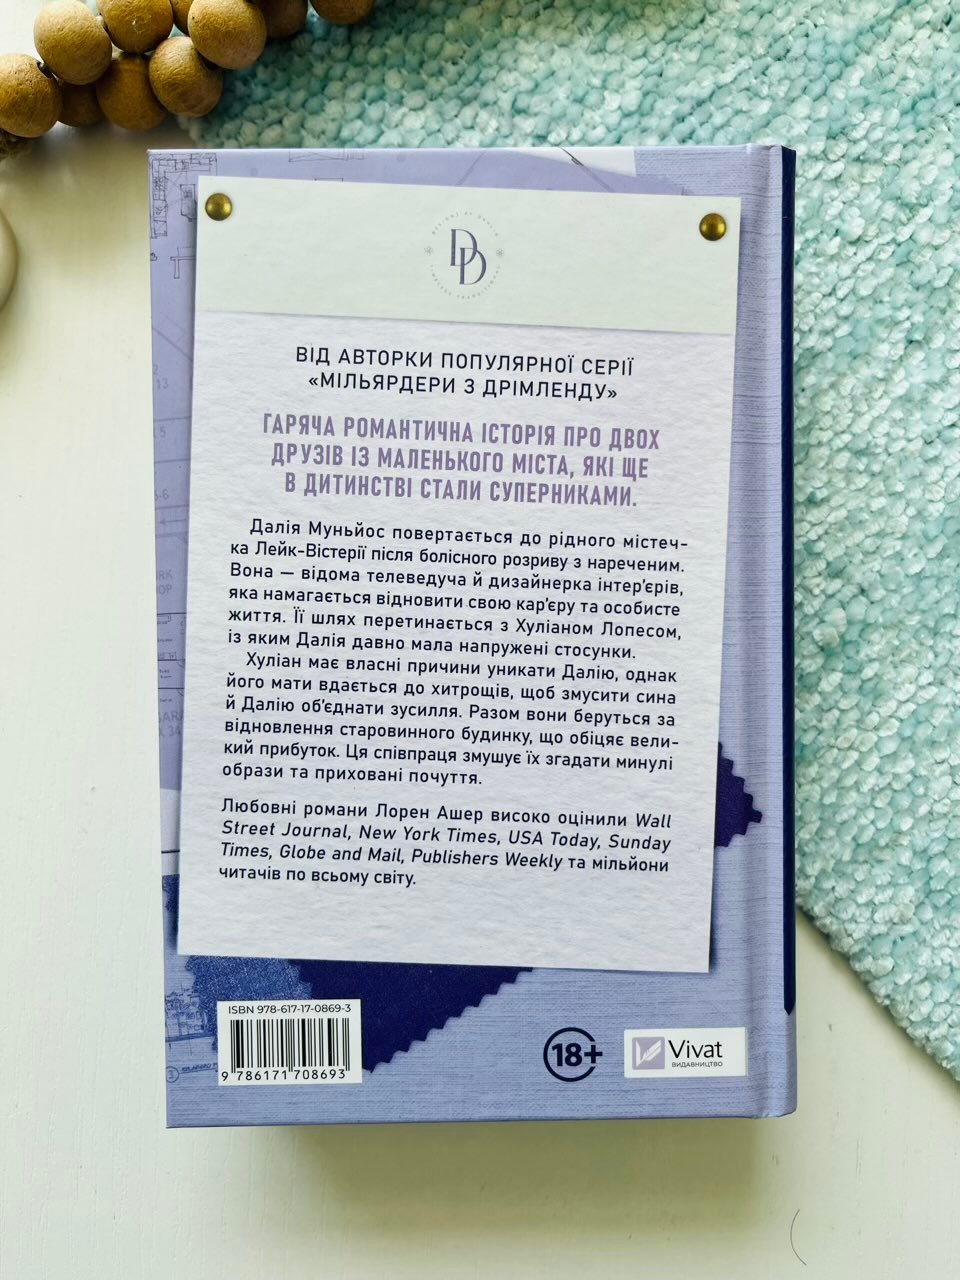 DESIGNS BY DAHLIA
DD
TIMELESS TRANSITIONAL
ВІД АВТОРКИ ПОПУЛЯРНОЇ СЕРІЇ
«МІЛЬЯРДЕРИ З ДРІМЛЕНДУ»
ГАРЯЧА РОМАНТИЧНА ІСТОРІЯ ПРО ДВОХ
ДРУЗІВ ІЗ МАЛЕНЬКОГО МІСТА, ЯКІ ЩЕ
В ДИТИНСТВІ СТАЛИ СУПЕРНИКАМИ.
Далія Муньйос повертається до рідного містеч-
ка Лейк-Вістерії після болісного розриву з нареченим.
Вона — відома телеведуча й дизайнерка інтер'єрів,
яка намагається відновити свою кар'єру та особисте
життя. Її шлях перетинається з Хуліаном Лопесом,
із яким Далія давно мала напружені стосунки.
Хуліан має власні причини уникати Далію, однак
його мати вдається до хитрощів, щоб змусити сина
й Далію об'єднати зусилля. Разом вони беруться за
відновлення старовинного будинку, що обіцяє вели-
кий прибуток. Ця співпраця змушує їх згадати минулі
образи та приховані почуття.
Любовні романи Лорен Ашер високо оцінили Wall
Street Journal, New York Times, USA Today, Sunday
Times, Globe and Mail, Publishers Weekly та мільйони
читачів по всьому світу.
ISBN 978-617-17-0869-3
9 786171 708693
18+
Vivat
ВИДАВНИЦТВО